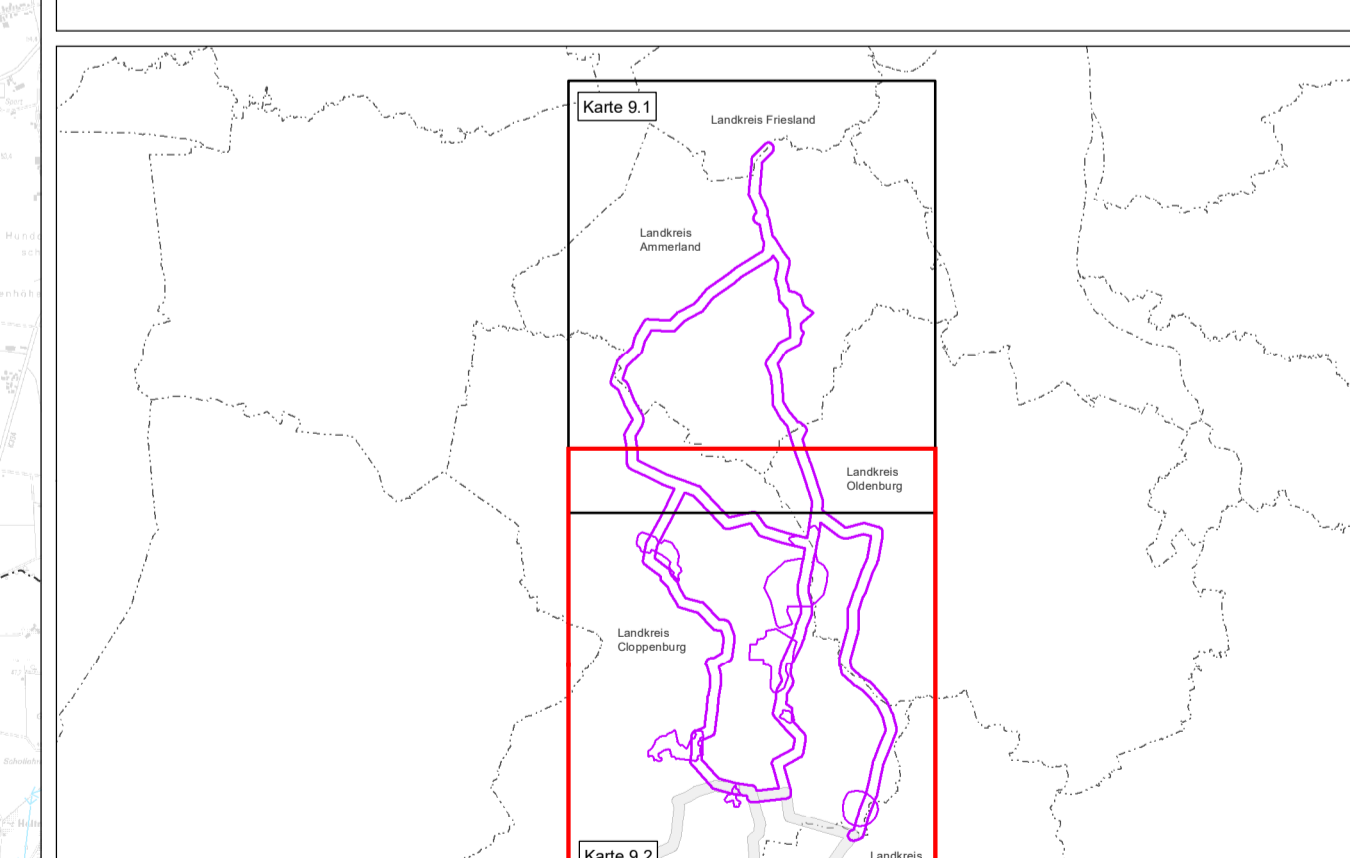 Karte 9.1
Landkreis Friesland
Landkreis
Ammerland
Landkreis
Oldenburg
Landkreis
Cloppenburg
Karte 9.2
Landkreis